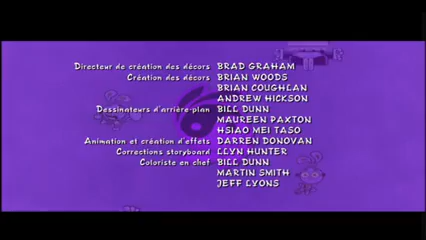 Directeur de création des décors BRAD GRAHAM
Création des décors BRIAN WOODS
BRIAN COUGHLAN
ANDREW HICKSON
Dessinateurs d'arrière-plan BILL DUNN
MAUREEN PAXTON
HSIAO MEI TASO
Animation et création d'effets DARREN DONOVAN
Corrections storyboard LLYN HUNTER
Coloriste en chef BILL DUNN
MARTIN SMITH
JEFF LYONS